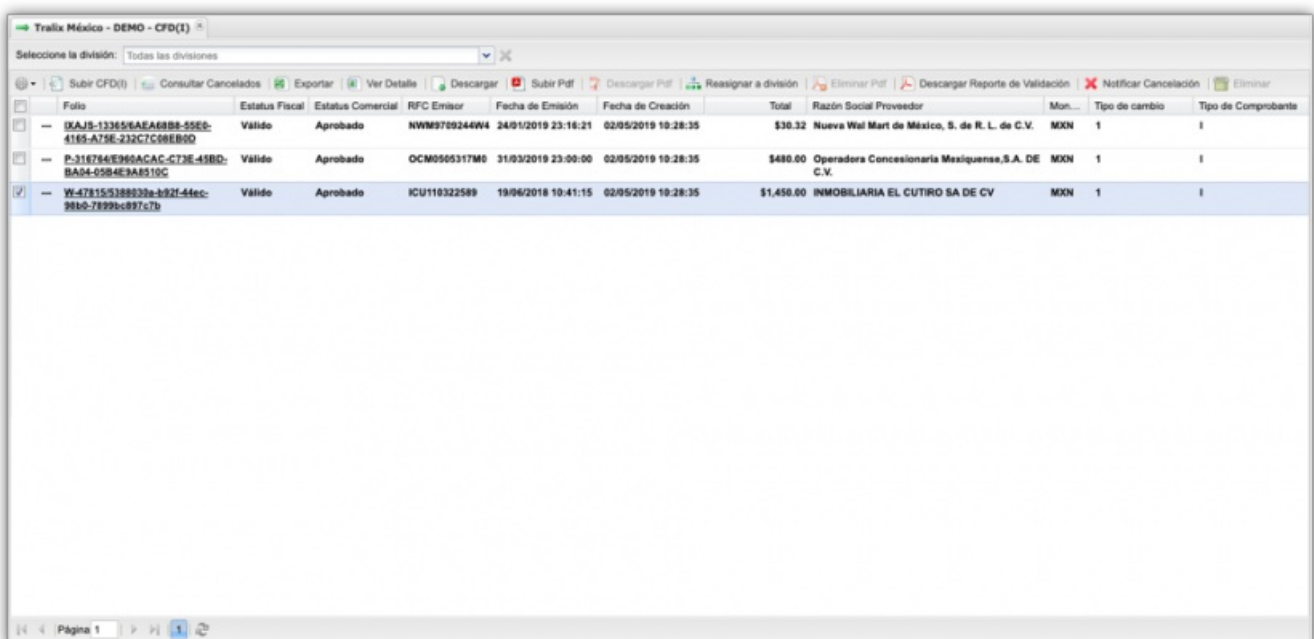 Tralix México - DEMO - CFD(I)
Seleccione la división: Todas las divisiones
Subir CFD(I) Consultar Cancelados Exportar Ver Detalle Descargar Subir Pdf Descargar Pdf Reasignar a división Eliminar Pdf Descargar Reporte de Validación Notificar Cancelación Eliminar
Folio Estatus Fiscal Estatus Comercial RFC Emisor Fecha de Emisión Fecha de Creación Total Razón Social Proveedor Mon... Tipo de cambio Tipo de Comprobante
IXAJS-13365/6AEA68B8-55E0- Válido Aprobado NWM9709244W4 24/01/2019 23:16:21 02/05/2019 10:28:35 $30.32 Nueva Wal Mart de México, S. de R. L. de C.V. MXN 1 I
4165-A75E-232C7C08EB0D
P-316764/E960ACAC-C73E-45BD- Válido Aprobado OCM0505317M0 31/03/2019 23:00:00 02/05/2019 10:28:35 $480.00 Operadora Concesionaria Mexiquense,S.A. DE MXN 1 I
BA04-05B4E9A8510C C.V.
W-47815/5388030a-b92f-44ec- Válido Aprobado ICU110322589 19/06/2018 10:41:15 02/05/2019 10:28:35 $1,450.00 INMOBILIARIA EL CUTIRO SA DE CV MXN 1 I
98b0-7899bc897c7b
Página 1 1